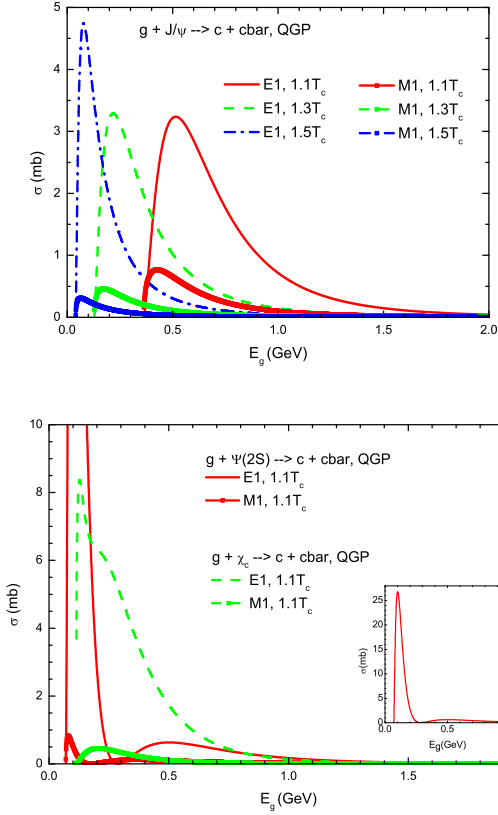 g + J/ψ --> c + cbar, QGP
E1, 1.1T_c M1, 1.1T_c
E1, 1.3T_c M1, 1.3T_c
E1, 1.5T_c M1, 1.5T_c
5
4
3
2
1
0
σ (mb)
0.0 0.5 1.0 1.5 2.0
E_g (GeV)
g + Ψ(2S) --> c + cbar, QGP
E1, 1.1T_c
M1, 1.1T_c
g + χ_c --> c + cbar, QGP
E1, 1.1T_c
M1, 1.1T_c
10
8
6
4
2
0
σ (mb)
0.0 0.5 1.0 1.5
E_g (GeV)
25
20
15
10
5
0
σ(mb)
0.0 0.5
Eg(GeV)